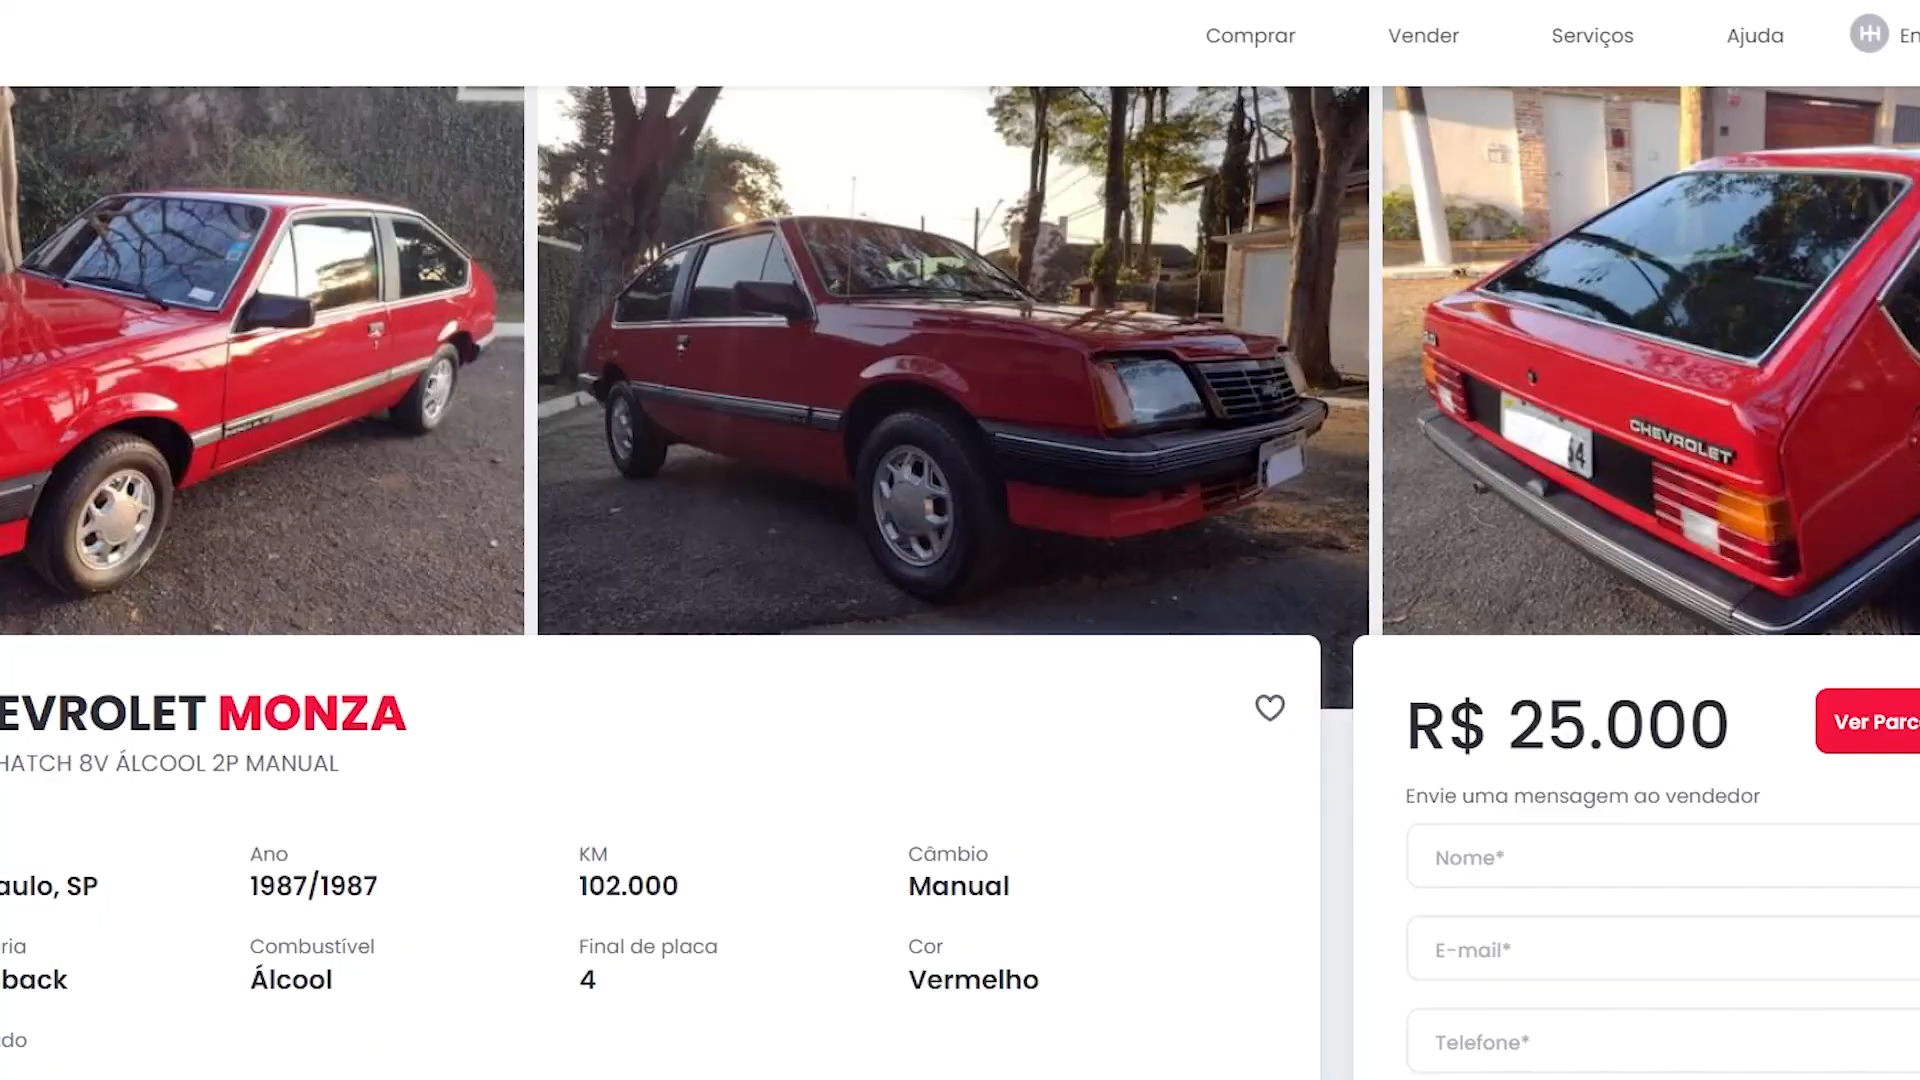 Comprar Vender Serviços Ajuda En
CHEVROLET
4
EVROLET MONZA
HATCH 8V ÁLCOOL 2P MANUAL
R$ 25.000
Ver Parc
Envie uma mensagem ao vendedor
Nome*
E-mail*
Telefone*
Ano KM Câmbio
aulo, SP 1987/1987 102.000 Manual
ria Combustível Final de placa Cor
back Álcool 4 Vermelho
do